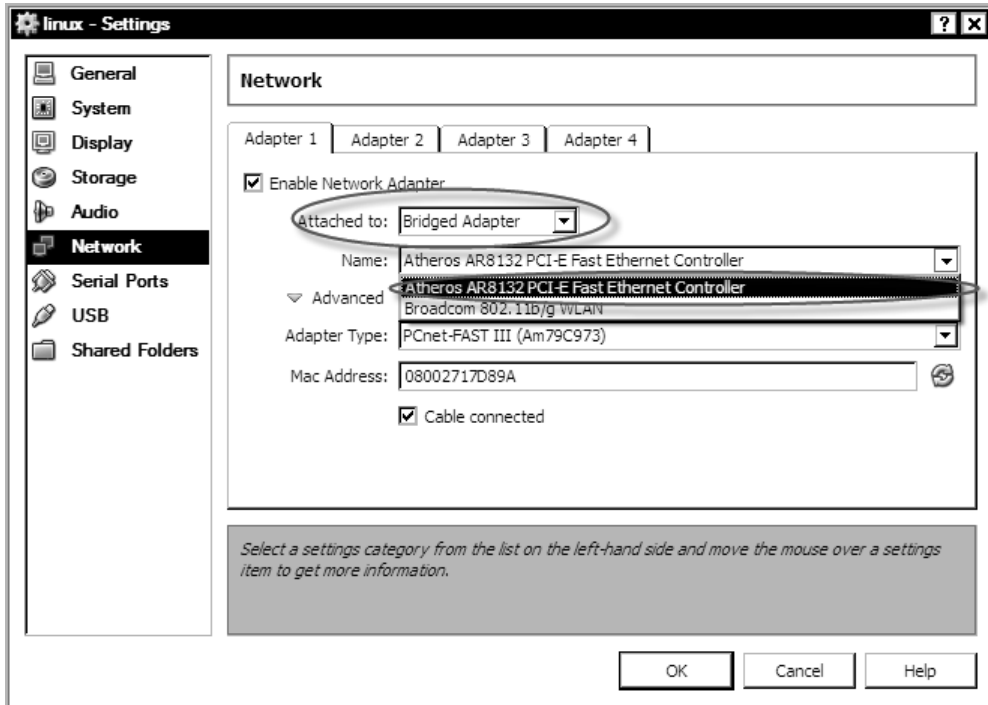 linux - Settings
General
System
Display
Storage
Audio
Network
Serial Ports
USB
Shared Folders
Network
Adapter 1 Adapter 2 Adapter 3 Adapter 4
Enable Network Adapter
Attached to: Bridged Adapter
Name: Atheros AR8132 PCI-E Fast Ethernet Controller
Atheros AR8132 PCI-E Fast Ethernet Controller
Advanced
Broadcom 802.11b/g WLAN
Adapter Type: PCnet-FAST III (Am79C973)
Mac Address: 08002717D89A
Cable connected
Select a settings category from the list on the left-hand side and move the mouse over a settings
item to get more information.
OK Cancel Help